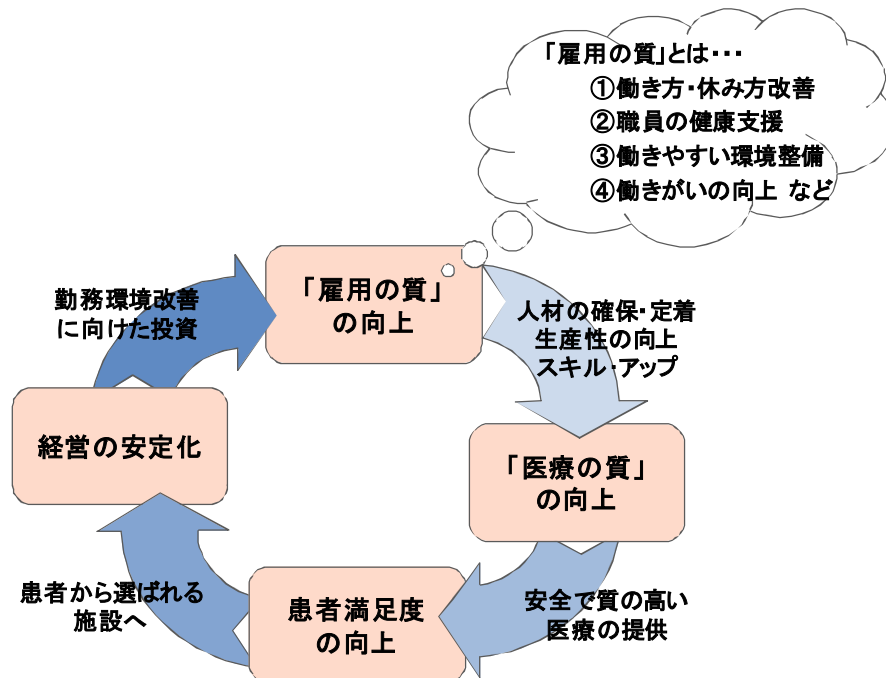 「雇用の質」とは・・・
①働き方・休み方改善
②職員の健康支援
③働きやすい環境整備
④働きがいの向上 など
「雇用の質」
の向上
人材の確保・定着
生産性の向上
スキル・アップ
「医療の質」
の向上
安全で質の高い
医療の提供
患者満足度
の向上
患者から選ばれる
施設へ
経営の安定化
勤務環境改善
に向けた投資